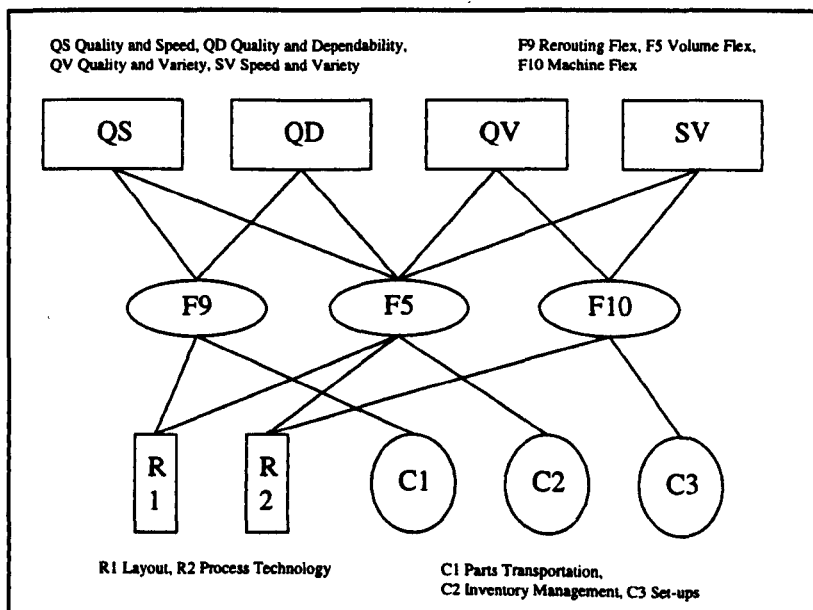 QS Quality and Speed, QD Quality and Dependability,
QV Quality and Variety, SV Speed and Variety
F9 Rerouting Flex, F5 Volume Flex,
F10 Machine Flex
QS
QD
QV
SV
F9
F5
F10
R
1
R
2
C1
C2
C3
R1 Layout, R2 Process Technology
C1 Parts Transportation,
C2 Inventory Management, C3 Set-ups